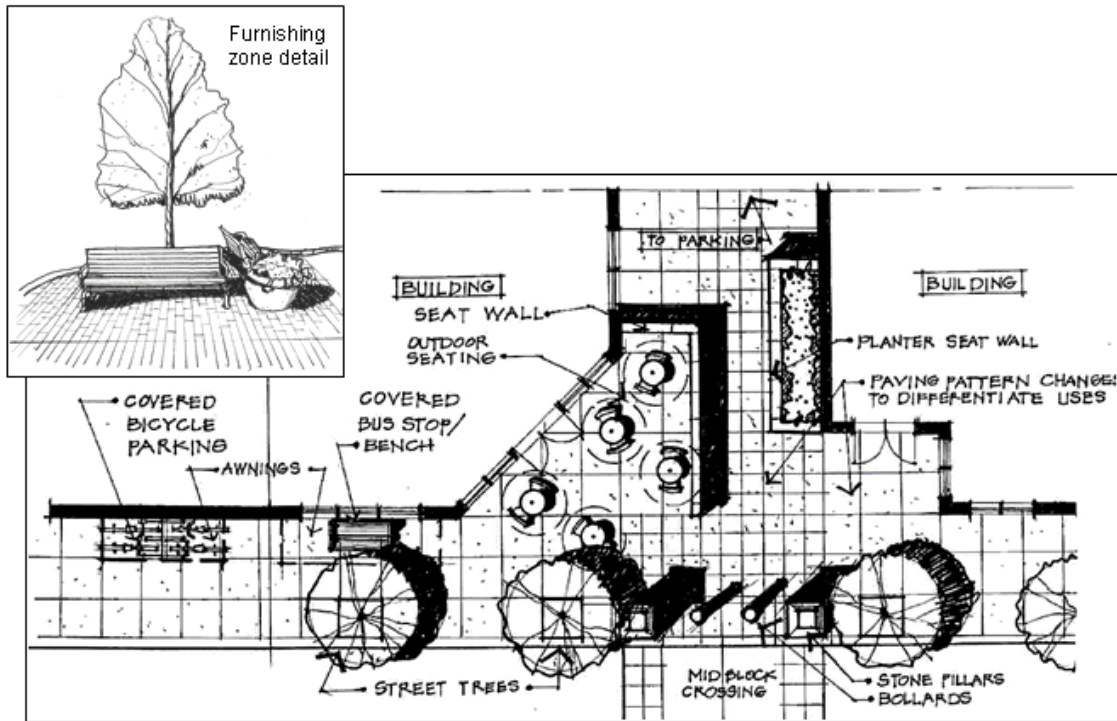 Furnishing
zone detail
TO PARKING
BUILDING
BUILDING
SEAT WALL
OUTDOOR
SEATING
PLANTER SEAT WALL
PAVING PATTERN CHANGES
TO DIFFERENTIATE USES
COVERED
BICYCLE
PARKING
COVERED
BUS STOP/
BENCH
AWNINGS
STREET TREES
MID BLOCK
CROSSING
STONE PILLARS
BOLLARDS